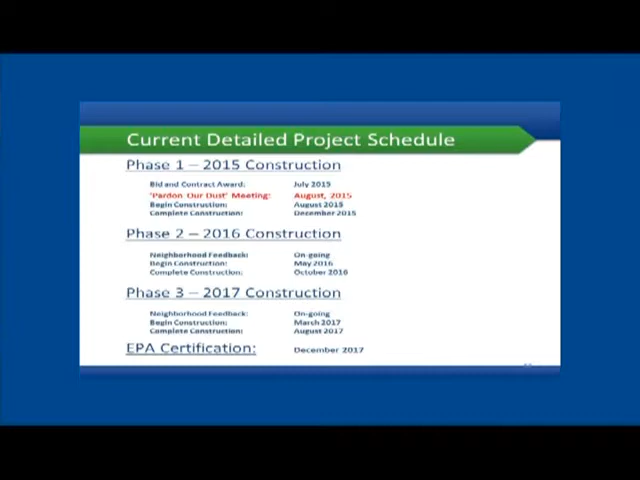 Current Detailed Project Schedule
Phase 1 – 2015 Construction
Bid and Contract Award: July 2015
"Pardon Our Dust" Meeting: August, 2015
Begin Construction: August 2015
Complete Construction: December 2015
Phase 2 – 2016 Construction
Neighborhood Feedback: On-going
Begin Construction: May 2016
Complete Construction: October 2016
Phase 3 – 2017 Construction
Neighborhood Feedback: On-going
Begin Construction: March 2017
Complete Construction: August 2017
EPA Certification: December 2017